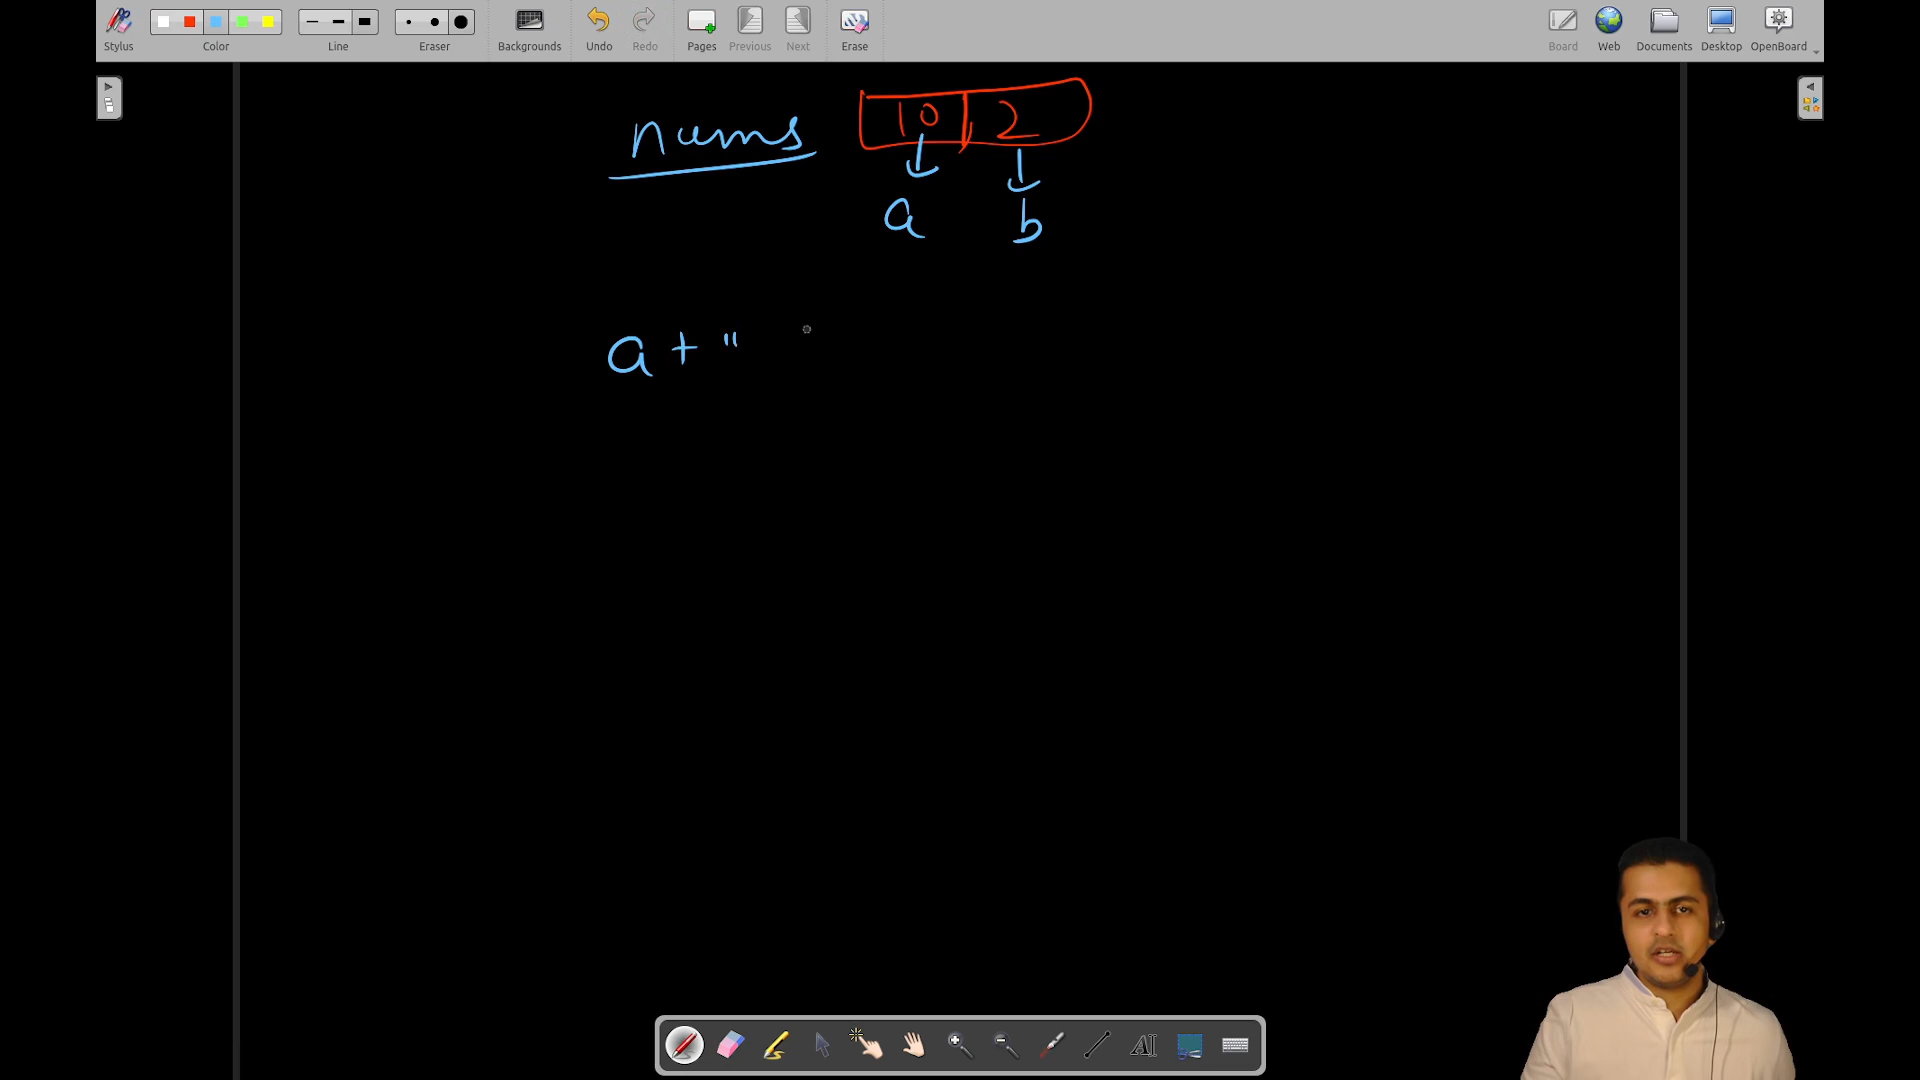 Stylus Color Line Eraser Backgrounds Undo Redo Pages Previous Next Erase Board Web Documents Desktop OpenBoard
nums 10, 2
a b
a + "
AI